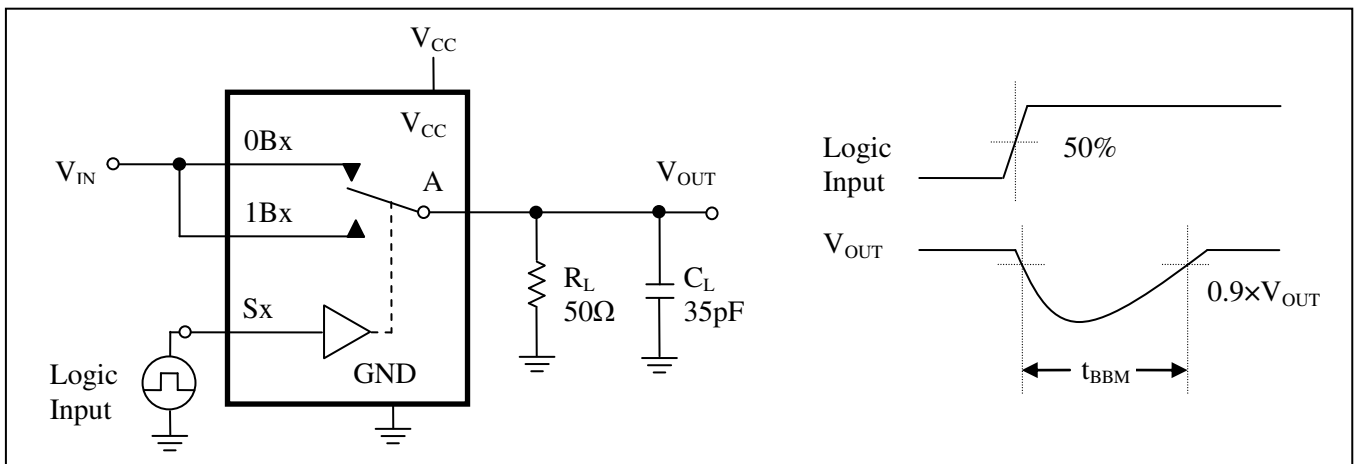 V_CC
V_CC
0Bx
V_IN
A
V_OUT
1Bx
Sx
R_L
50Ω
C_L
35pF
GND
Logic
Input
Logic
Input
50%
V_OUT
0.9×V_OUT
t_BBM